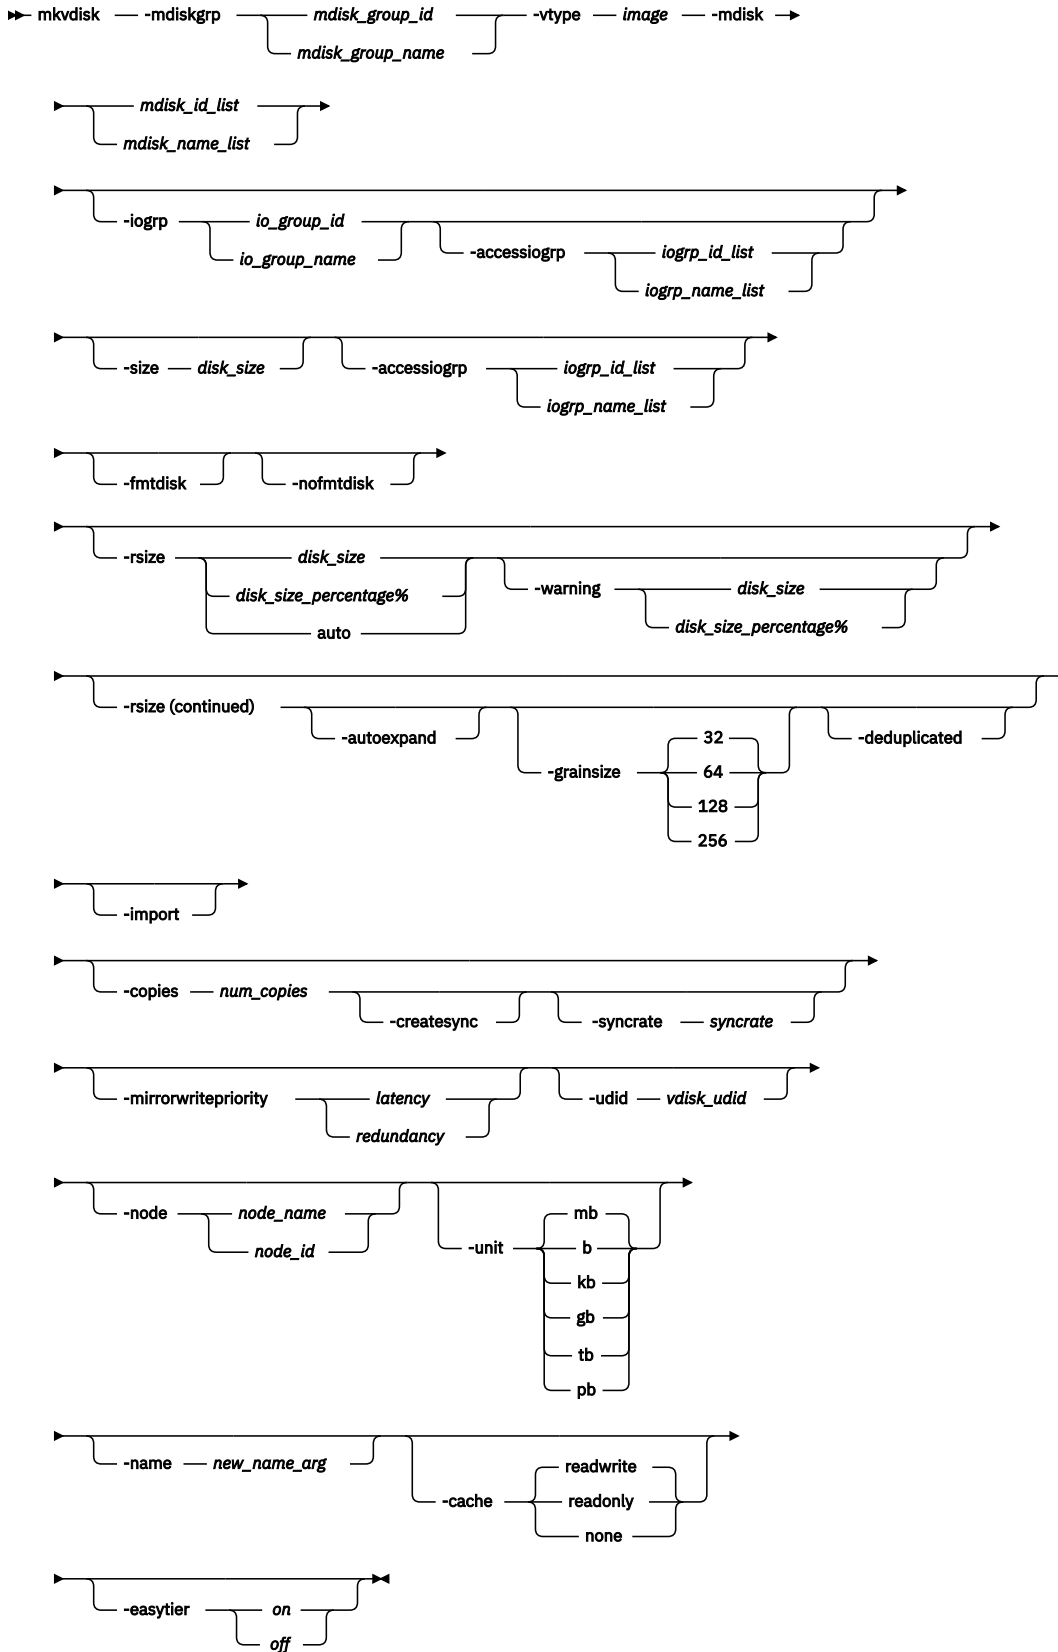 mkvdisk -mdiskgrp mdisk_group_id -vtype image -mdisk
mdisk_group_name
mdisk_id_list
mdisk_name_list
-iogrp io_group_id
io_group_name
-accessiogrp iogrp_id_list
iogrp_name_list
-size disk_size -accessiogrp iogrp_id_list
iogrp_name_list
-fmtdisk -nofmtdisk
-rsize disk_size
disk_size_percentage%
auto
-warning disk_size
disk_size_percentage%
-rsize (continued)
-autoexpand
-grainsize
32
64
128
256
-deduplicated
-import
-copies num_copies
-createsync -syncrate syncrate
-mirrorwritepriority latency
redundancy
-udid vdisk_udid
-node node_name
node_id
-unit
mb
b
kb
gb
tb
pb
-name new_name_arg
-cache
readwrite
readonly
none
-easytier on
off